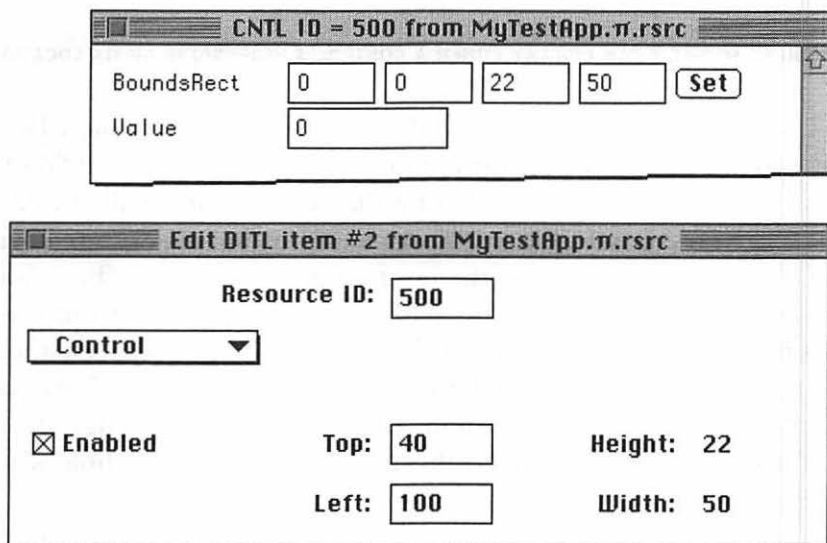 CNTL ID = 500 from MyTestApp.π.rsrc
BoundsRect 0 0 22 50 Set
Value 0
Edit DITL item #2 from MyTestApp.π.rsrc
Resource ID: 500
Control
Enabled Top: 40 Height: 22
Left: 100 Width: 50